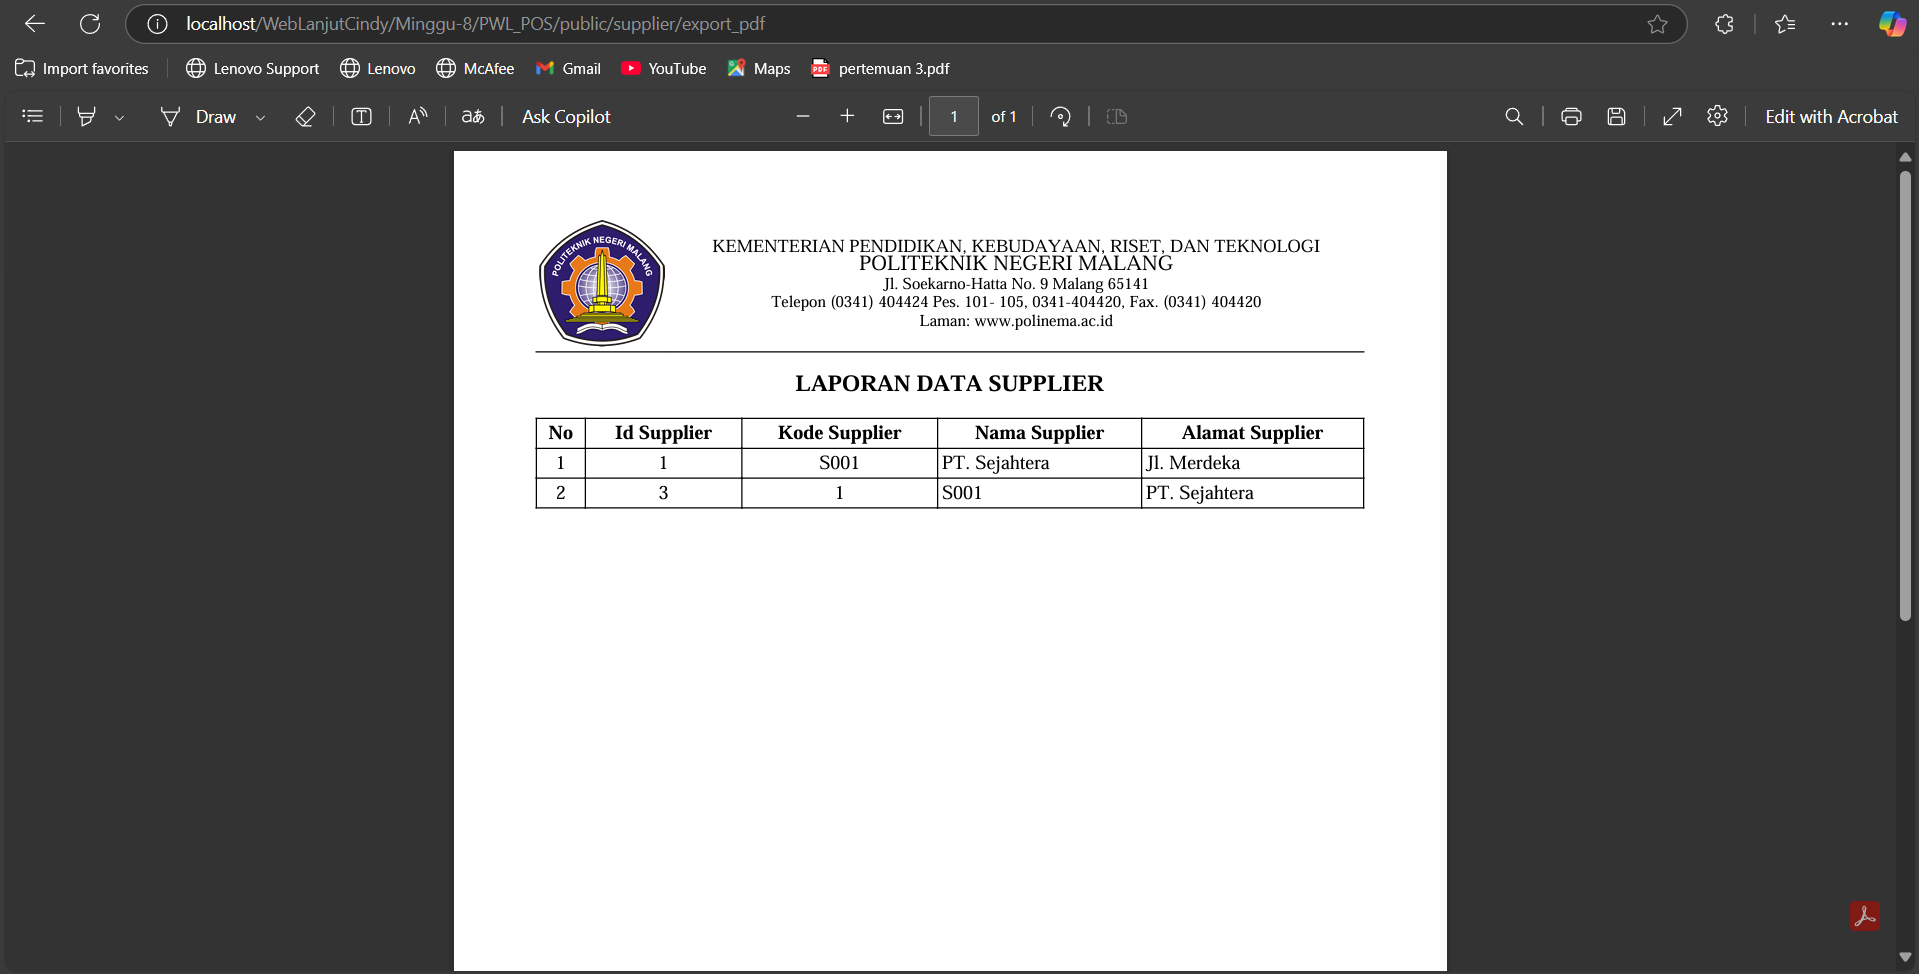 localhost/WebLanjutCindy/Minggu-8/PWL_POS/public/supplier/export_pdf
Import favorites Lenovo Support Lenovo McAfee Gmail YouTube Maps PDF pertemuan 3.pdf
Draw T A aあ Ask Copilot 1 of 1 Edit with Acrobat
POLITEKNIK NEGERI MALANG
KEMENTERIAN PENDIDIKAN, KEBUDAYAAN, RISET, DAN TEKNOLOGI
POLITEKNIK NEGERI MALANG
Jl. Soekarno-Hatta No. 9 Malang 65141
Telepon (0341) 404424 Pes. 101- 105, 0341-404420, Fax. (0341) 404420
Laman: www.polinema.ac.id
LAPORAN DATA SUPPLIER
No Id Supplier Kode Supplier Nama Supplier Alamat Supplier
1 1 S001 PT. Sejahtera Jl. Merdeka
2 3 1 S001 PT. Sejahtera